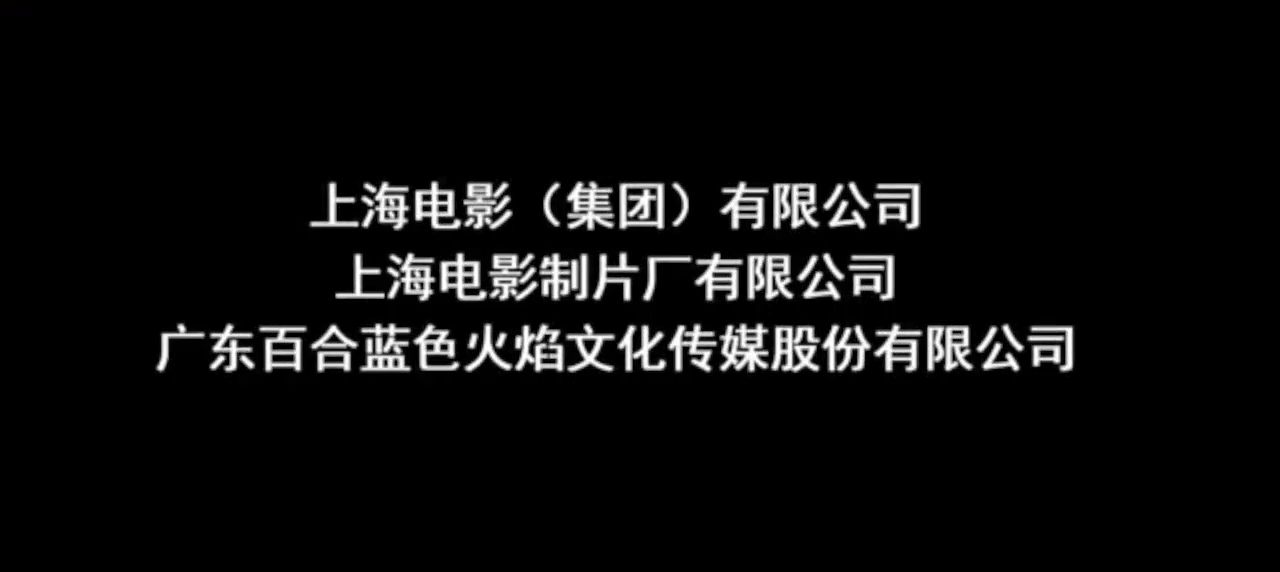 上海电影（集团）有限公司
上海电影制片厂有限公司
广东百合蓝色火焰文化传媒股份有限公司